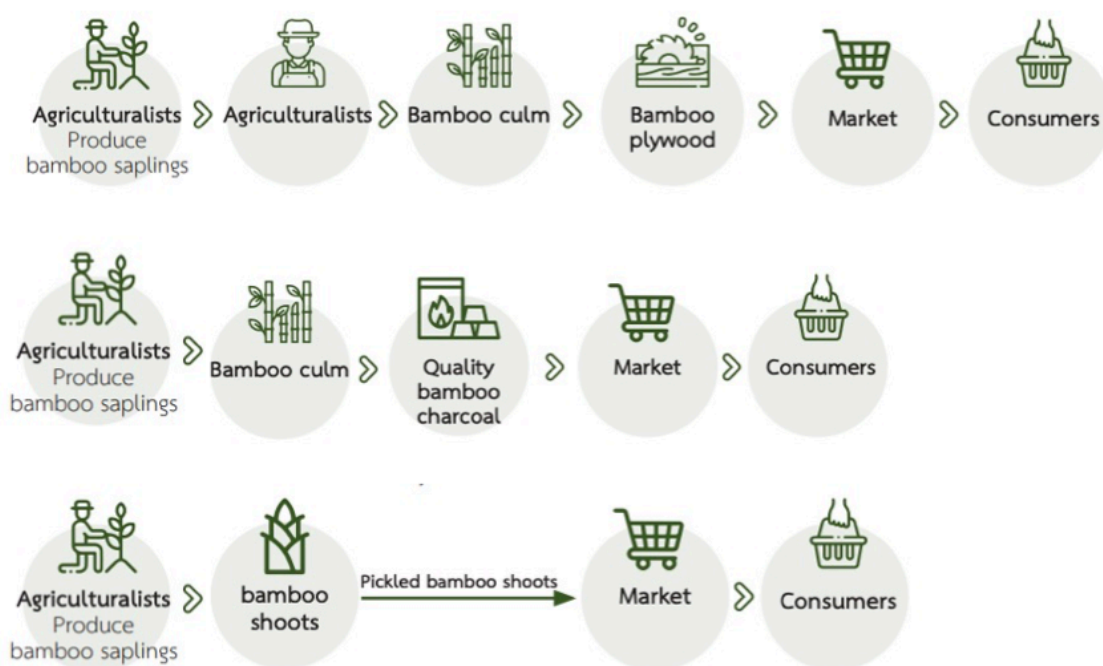 Agriculturalists
Produce
bamboo saplings
Agriculturalists
Bamboo culm
Bamboo
plywood
Market
Consumers
Agriculturalists
Produce
bamboo saplings
Bamboo culm
Quality
bamboo
charcoal
Market
Consumers
Agriculturalists
Produce
bamboo saplings
bamboo
shoots
Pickled bamboo shoots
Market
Consumers